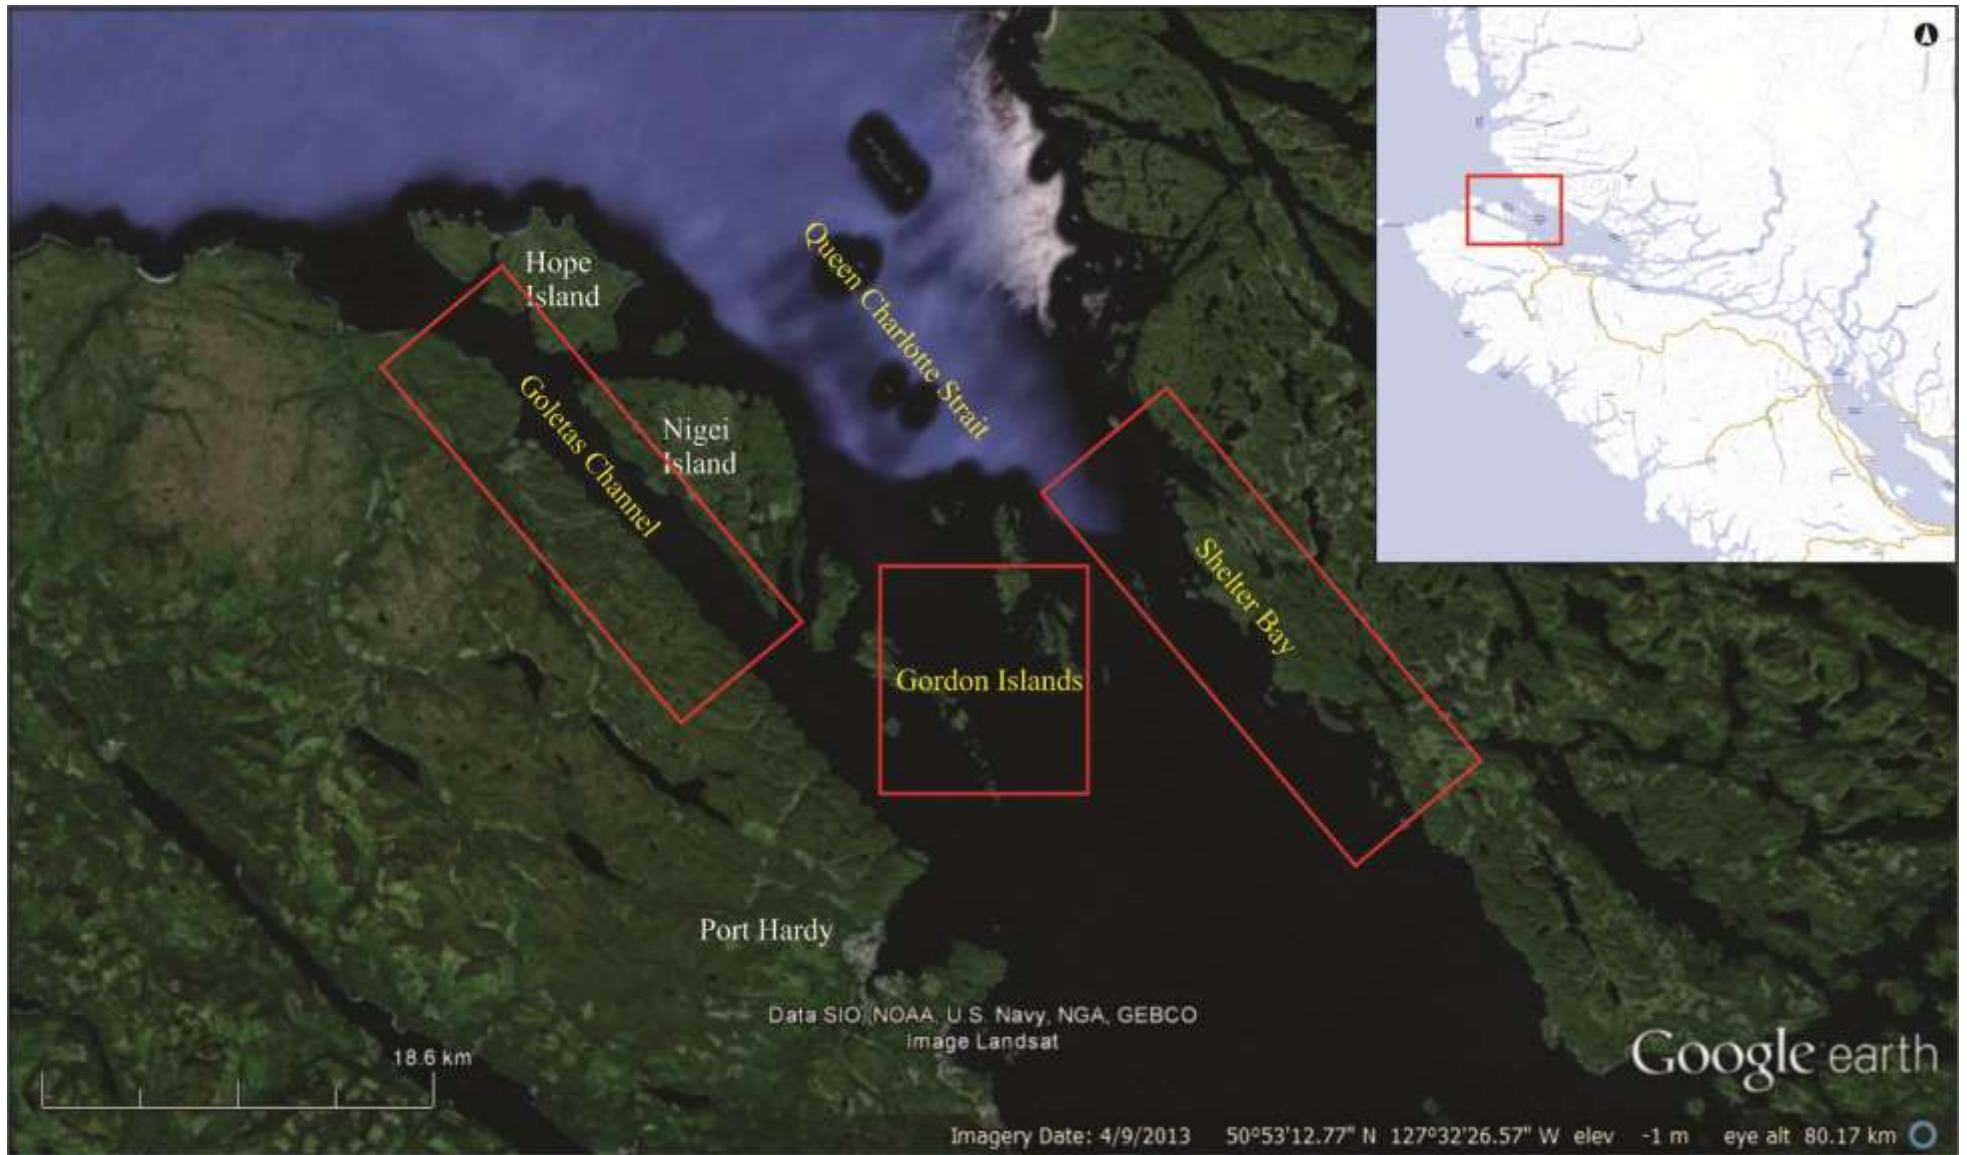 Hope
Island
Queen Charlotte Strait
Goletas Channel
Nigei
Island
Shelter Bay
Gordon Islands
Port Hardy
Data SIO, NOAA, U.S. Navy, NGA, GEBCO
Image Landsat
18.6 km
Google earth
Imagery Date: 4/9/2013 50°53'12.77" N 127°32'26.57" W elev -1 m eye alt 80.17 km